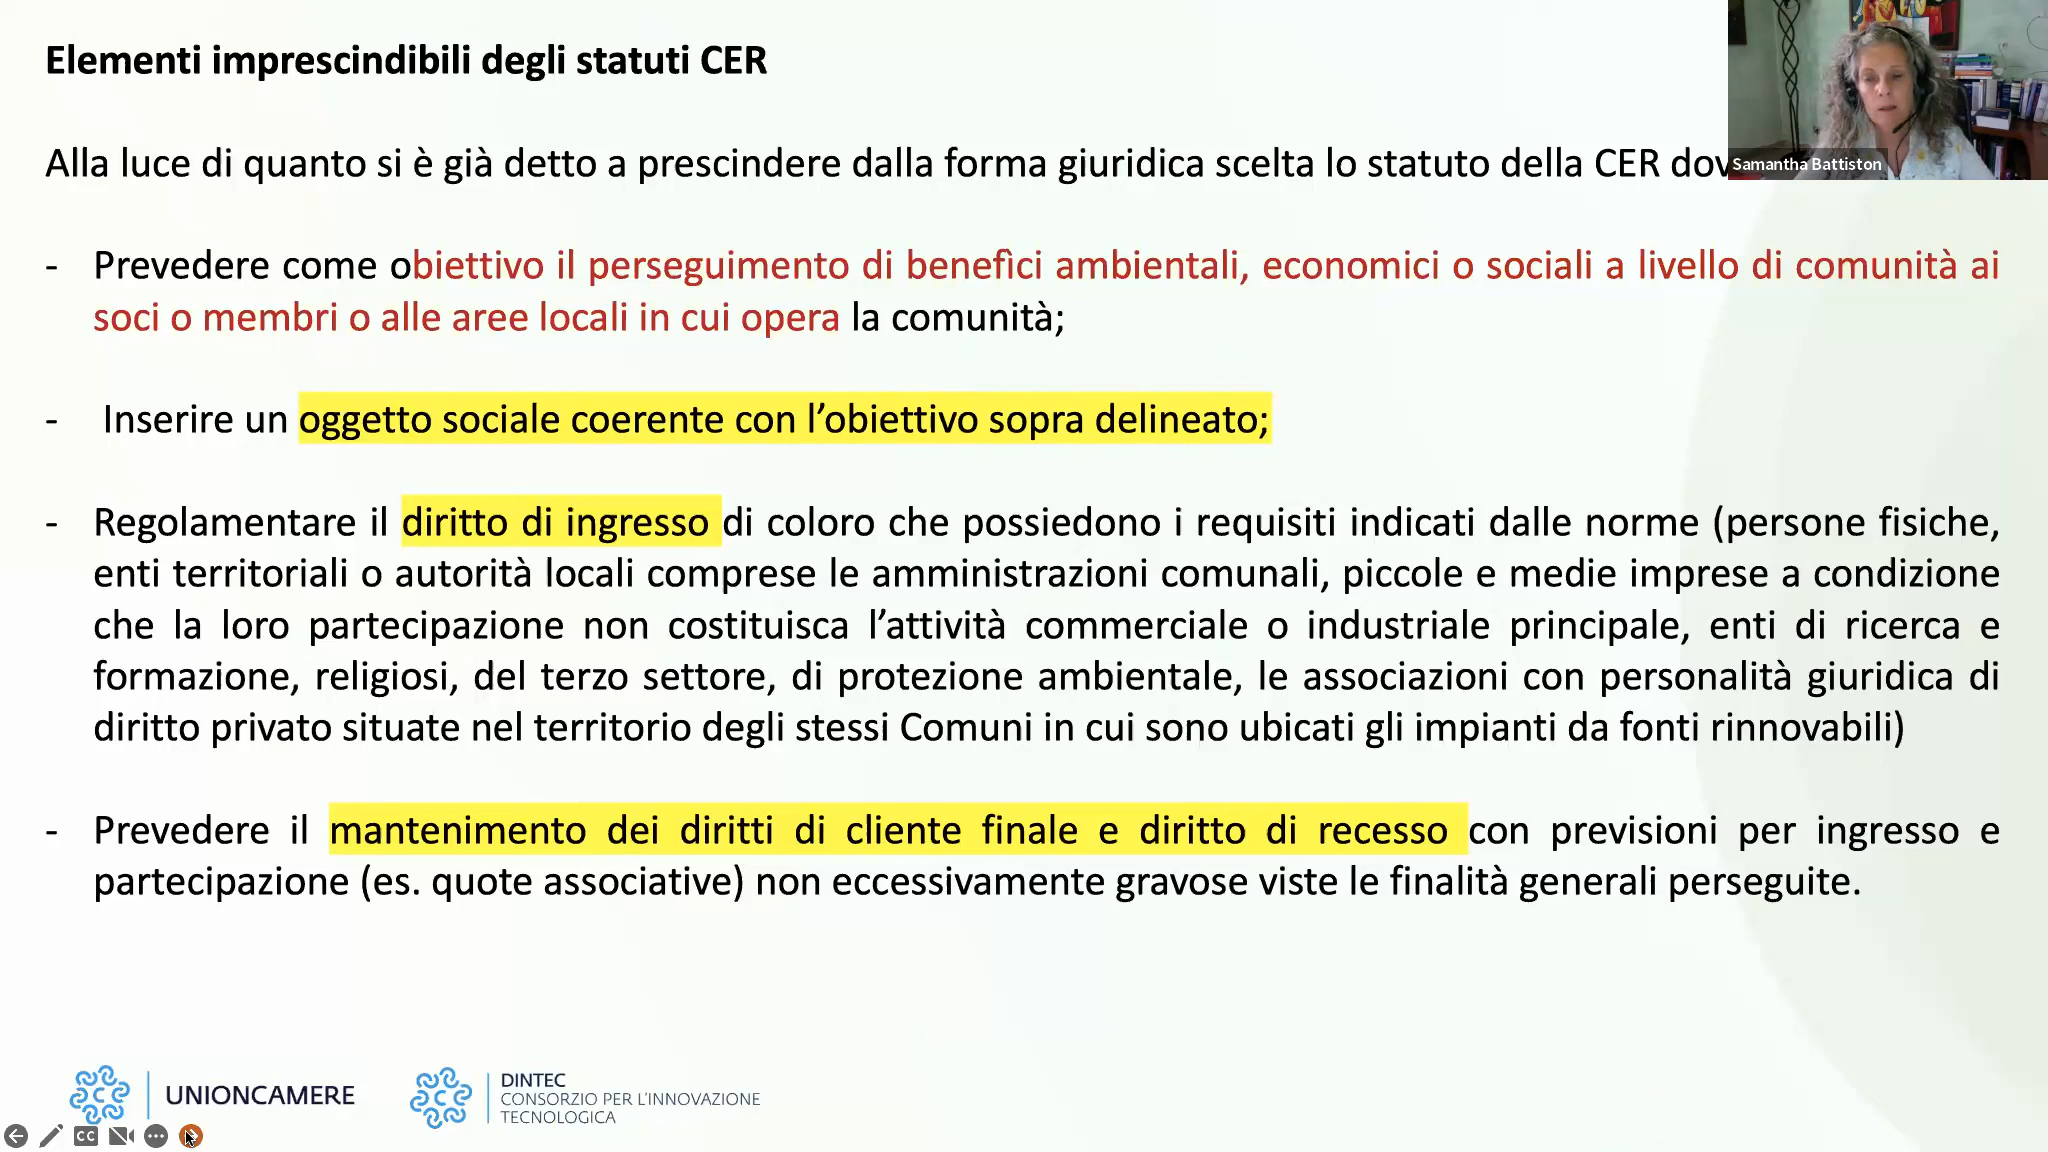 Elementi imprescindibili degli statuti CER
Alla luce di quanto si è già detto a prescindere dalla forma giuridica scelta lo statuto della CER
Samantha Battiston
- Prevedere come obiettivo il perseguimento di benefici ambientali, economici o sociali a livello di comunità ai
soci o membri o alle aree locali in cui opera la comunità;
- Inserire un oggetto sociale coerente con l’obiettivo sopra delineato;
- Regolamentare il diritto di ingresso di coloro che possiedono i requisiti indicati dalle norme (persone fisiche,
enti territoriali o autorità locali comprese le amministrazioni comunali, piccole e medie imprese a condizione
che la loro partecipazione non costituisca l’attività commerciale o industriale principale, enti di ricerca e
formazione, religiosi, del terzo settore, di protezione ambientale, le associazioni con personalità giuridica di
diritto privato situate nel territorio degli stessi Comuni in cui sono ubicati gli impianti da fonti rinnovabili)
- Prevedere il mantenimento dei diritti di cliente finale e diritto di recesso con previsioni per ingresso e
partecipazione (es. quote associative) non eccessivamente gravose viste le finalità generali perseguite.
UNIONCAMERE
DINTEC
CONSORZIO PER L'INNOVAZIONE
TECNOLOGICA
CC